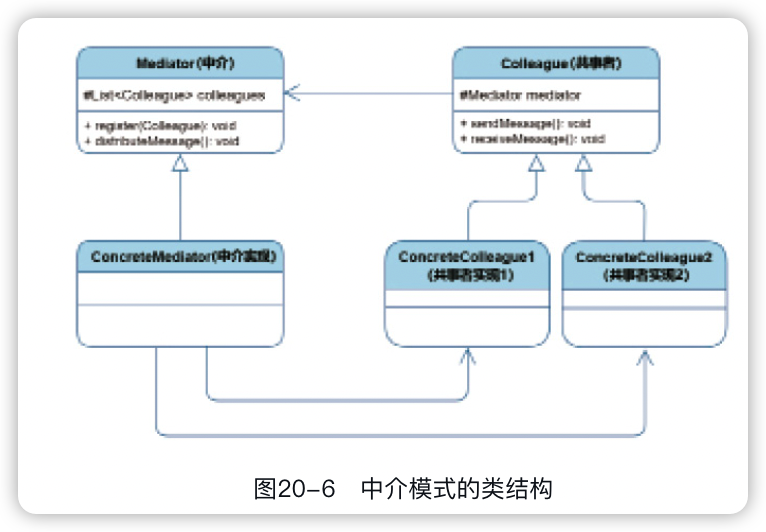 Mediator(中介)
#List<Colleague> colleagues
+ register(Colleague): void
+ distributeMessage(): void
Colleague(共事者)
#Mediator mediator
+ sendMessage(): void
+ receiveMessage(): void
ConcreteMediator(中介实现)
ConcreteColleague1
(共事者实现1)
ConcreteColleague2
(共事者实现2)
图20-6 中介模式的类结构